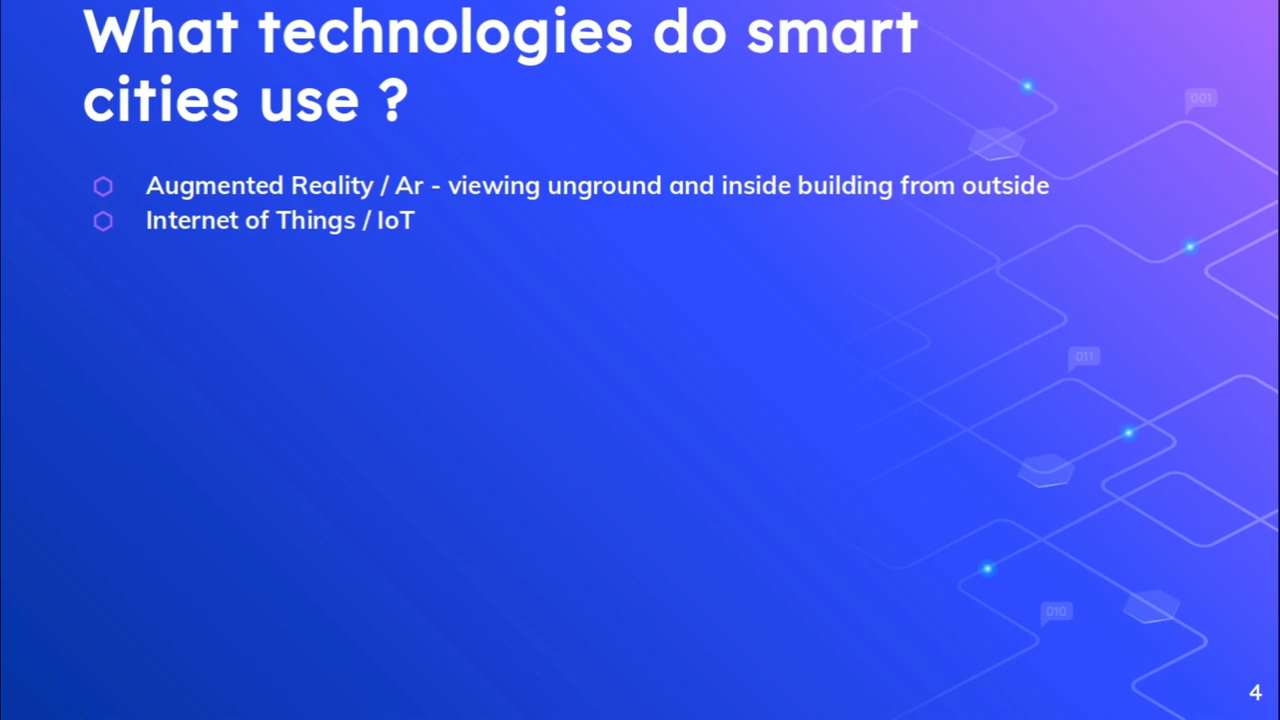 What technologies do smart
cities use ?
001
Augmented Reality / Ar - viewing unground and inside building from outside
Internet of Things / IoT
011
010
4